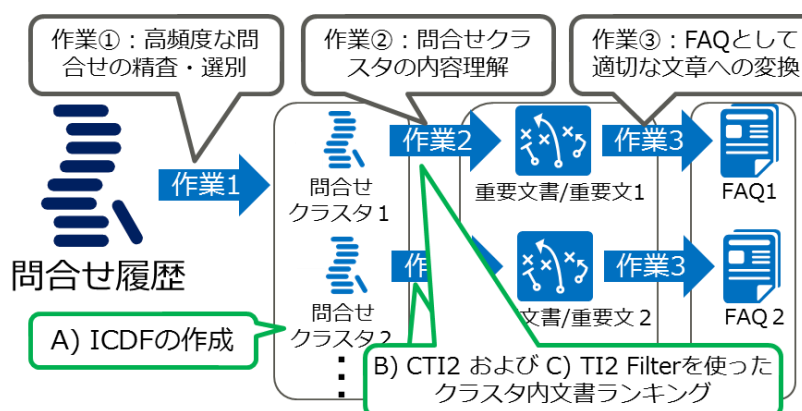 作業①：高頻度な問
合せの精査・選別
作業②：問合せクラ
スタの内容理解
作業③：FAQとして
適切な文章への変換
作業1
作業2
作業3
問合せ
クラスタ 1
重要文書/重要文1
FAQ1
問合せ履歴
作
作業3
問合せ
クラスタ 2
文書/重要文 2
FAQ 2
A) ICDFの作成
B) CTI2 および C) TI2 Filterを使った
クラスタ内文書ランキング